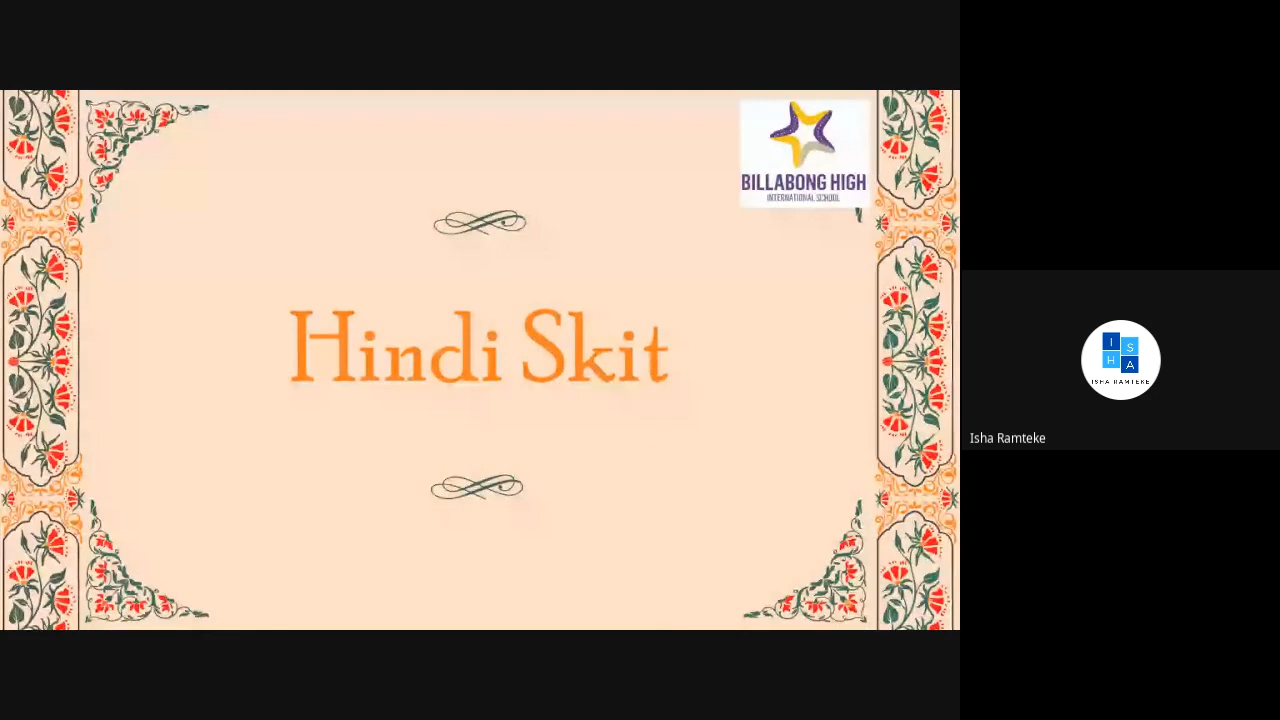 BILLABONG HIGH
INTERNATIONAL SCHOOL
Hindi Skit
I
S
H
A
ISHA RAMTEKE
Isha Ramteke